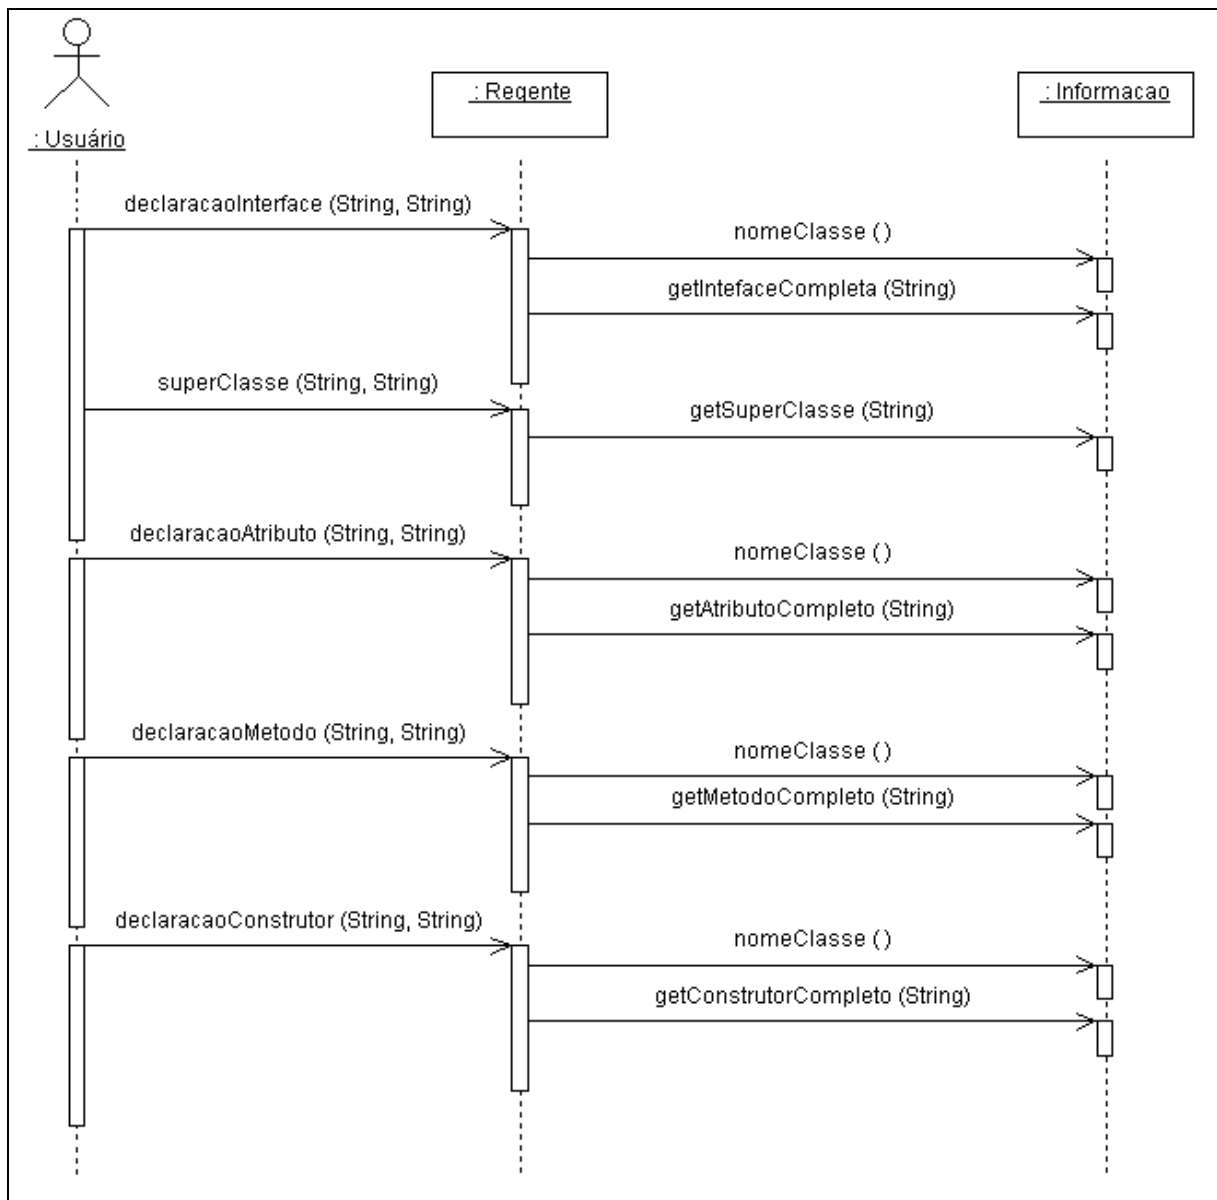 : Regente
: Informacao
: Usuário
declaracaoInterface (String, String)
nomeClasse ( )
getIntefaceCompleta (String)
superClasse (String, String)
getSuperClasse (String)
declaracaoAtributo (String, String)
nomeClasse ( )
getAtributoCompleto (String)
declaracaoMetodo (String, String)
nomeClasse ( )
getMetodoCompleto (String)
declaracaoConstrutor (String, String)
nomeClasse ( )
getConstrutorCompleto (String)